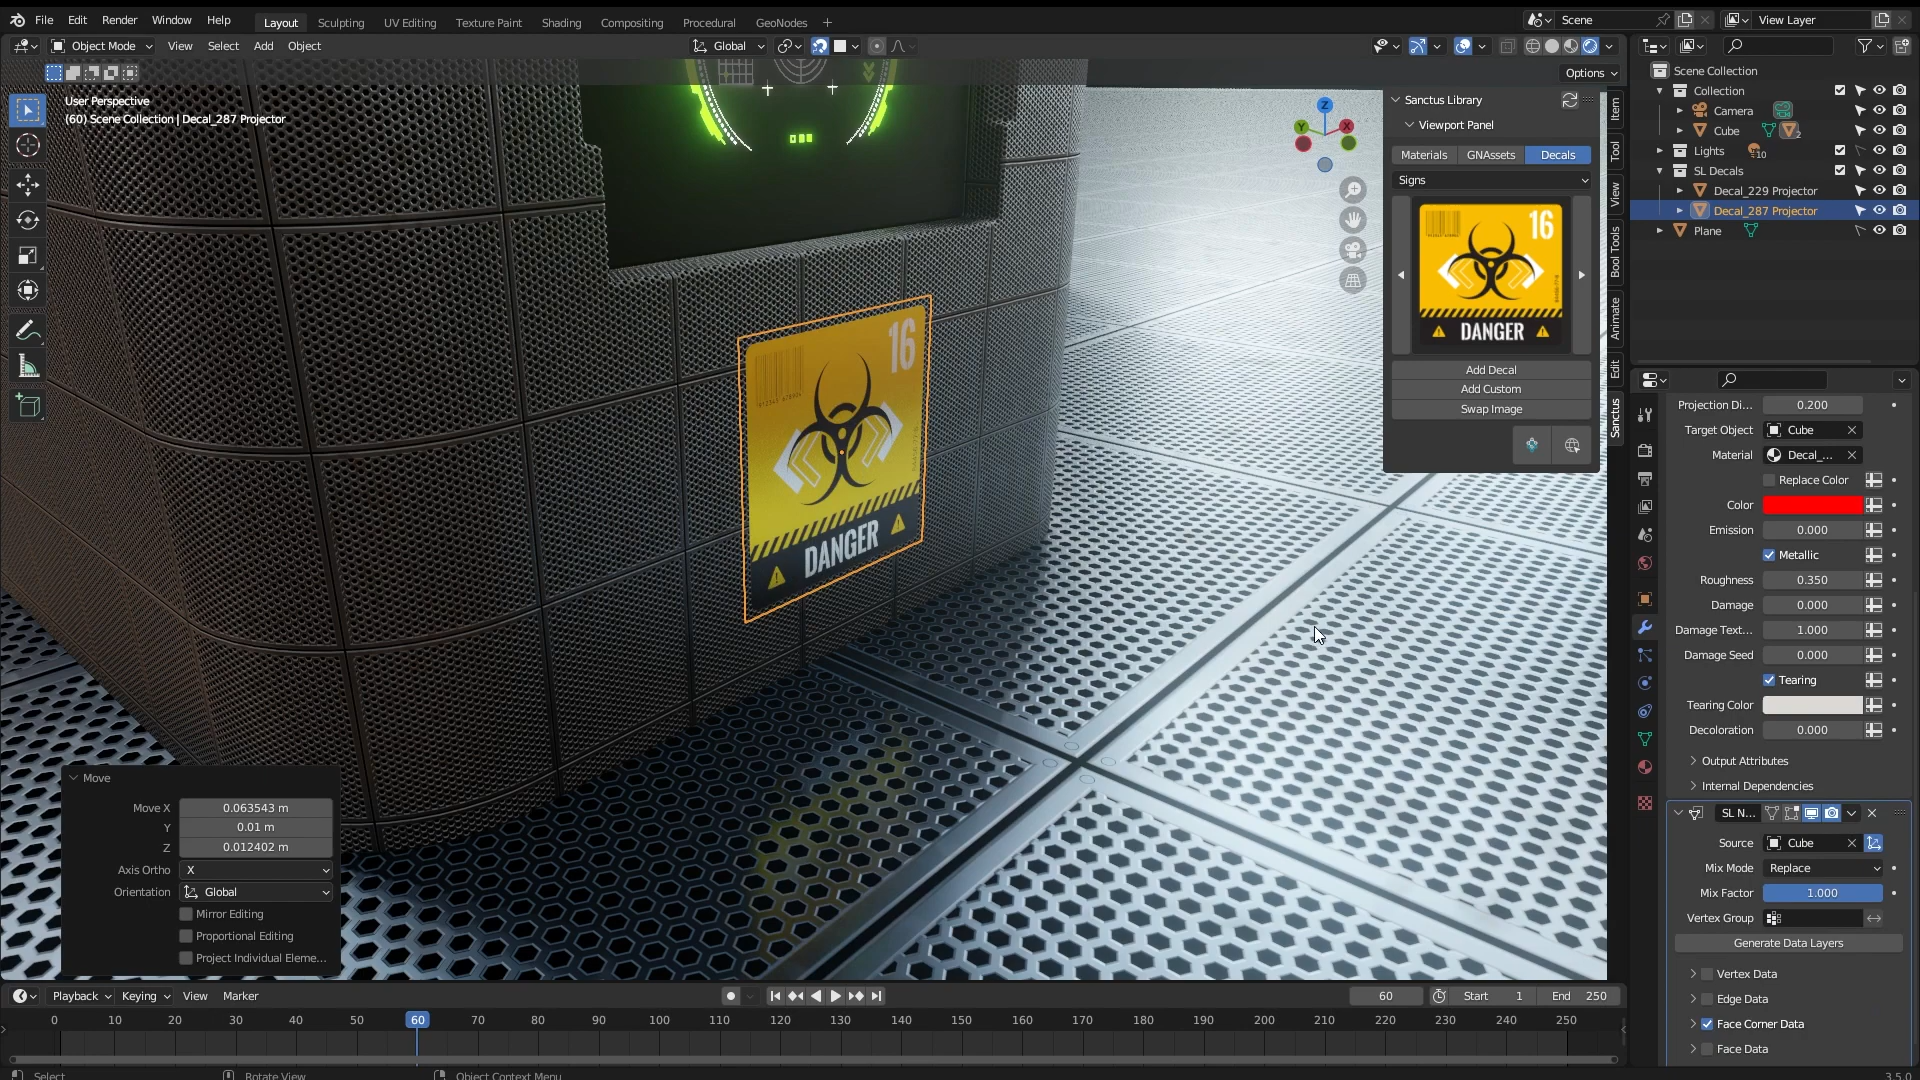 File Edit Render Window Help Layout Sculpting UV Editing Texture Paint Shading Compositing Procedural GeoNodes + Scene View Layer
Object Mode View Select Add Object Global
Options
User Perspective
(60) Scene Collection | Decal_287 Projector
Z
Y
X
16
DANGER
Sanctus Library
Viewport Panel
Materials GNAssets Decals
Signs
16
DANGER
Add Decal
Add Custom
Swap Image
Item
Tool
View
Bool Tools
Animate
Edit
Sanctus
Scene Collection
Collection
Camera
Cube 2
Lights 10
SL Decals
Decal_229 Projector
Decal_287 Projector
Plane
Projection Di... 0.200
Target Object Cube
Material Decal_...
Replace Color
Color
Emission 0.000
Metallic
Roughness 0.350
Damage 0.000
Damage Text... 1.000
Damage Seed 0.000
Tearing
Tearing Color
Decoloration 0.000
Output Attributes
Internal Dependencies
SL N...
Source Cube
Mix Mode Replace
Mix Factor 1.000
Vertex Group
Generate Data Layers
Vertex Data
Edge Data
Face Corner Data
Face Data
Move
Move X 0.063543 m
Y 0.01 m
Z 0.012402 m
Axis Ortho X
Orientation Global
Mirror Editing
Proportional Editing
Project Individual Eleme...
Playback Keying View Marker 60 Start 1 End 250
0 10 20 30 40 50 60 70 80 90 100 110 120 130 140 150 160 170 180 190 200 210 220 230 240 250
Select Rotate View Object Context Menu 3.5.0